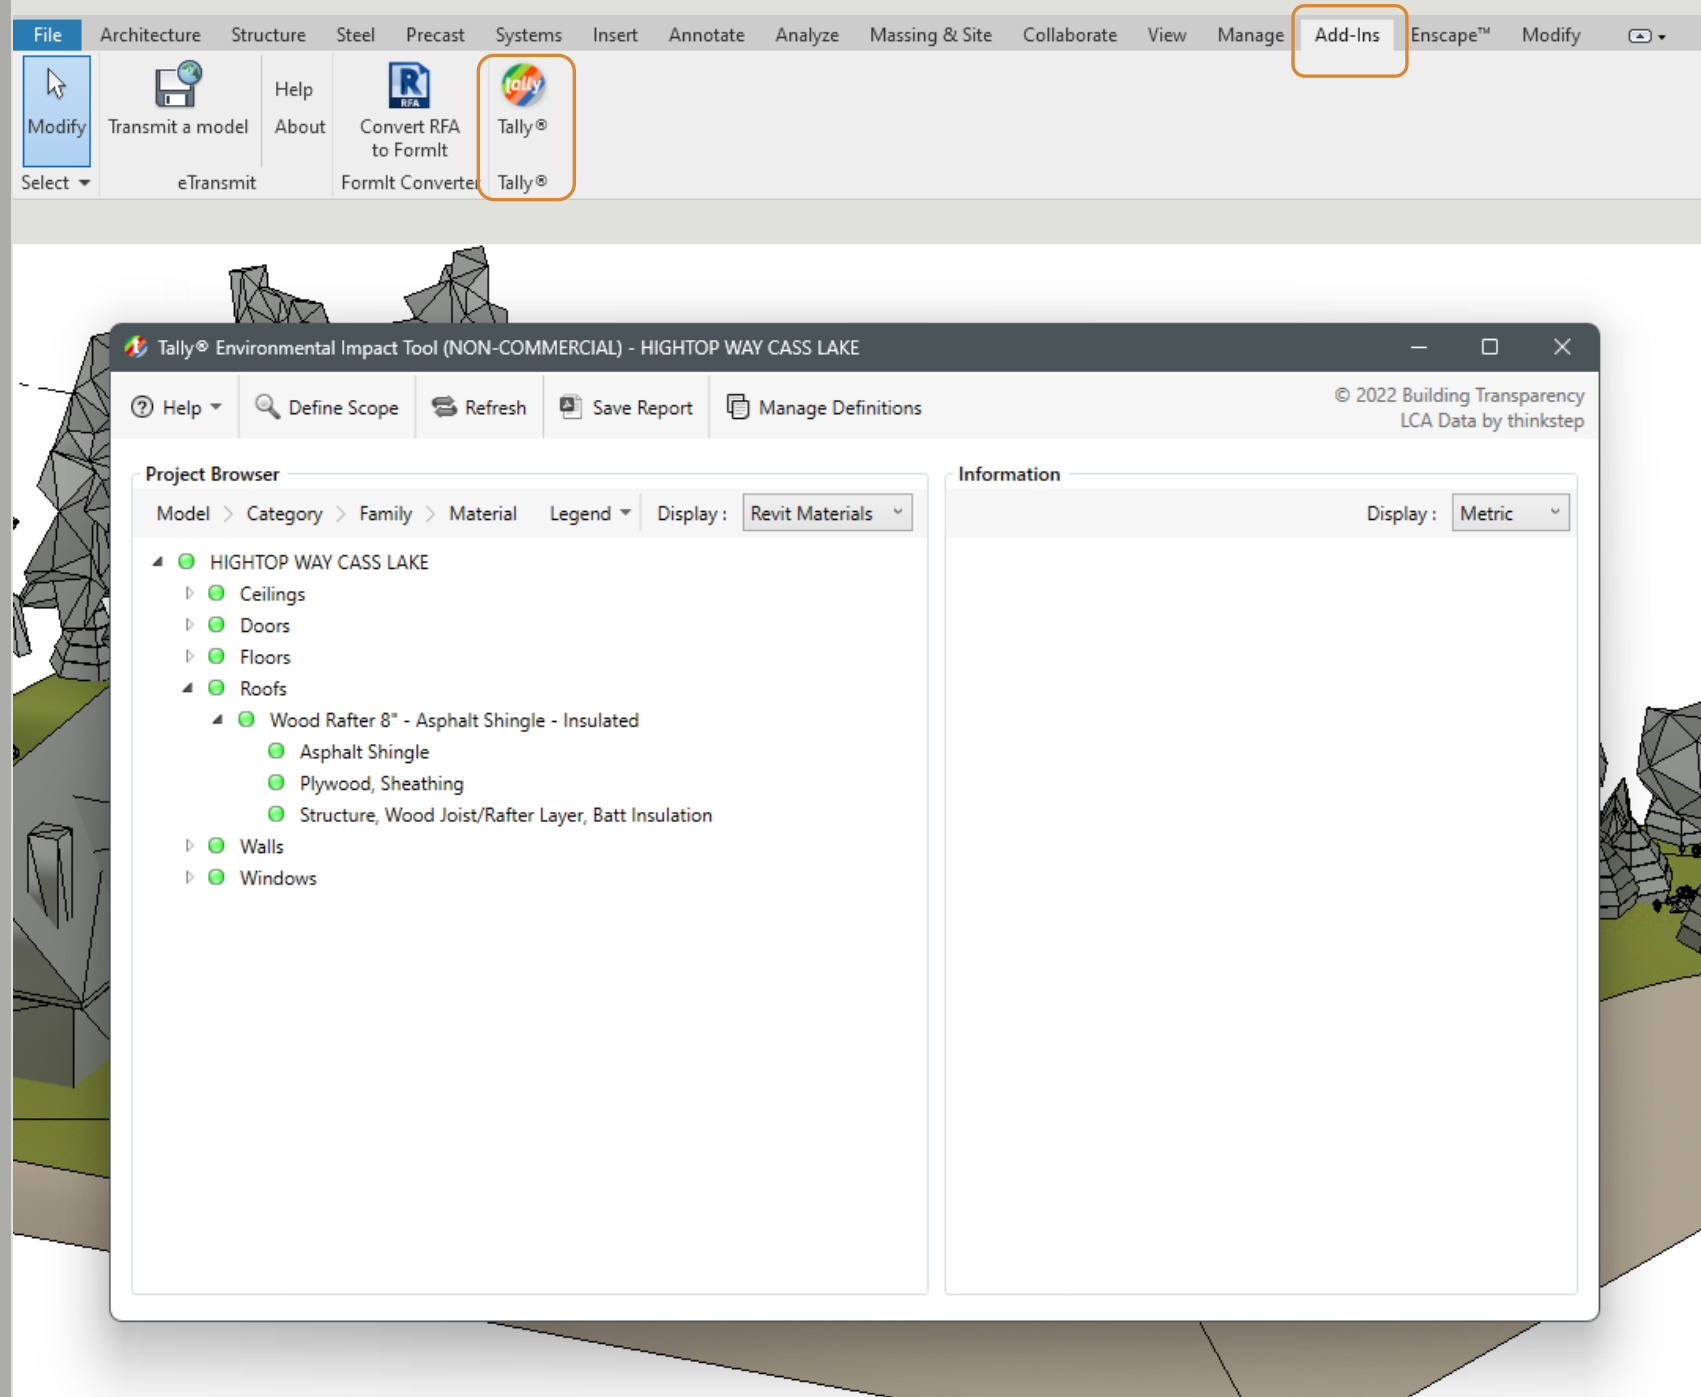 File Architecture Structure Steel Precast Systems Insert Annotate Analyze Massing & Site Collaborate View Manage Add-Ins Enscape™ Modify
Modify
Transmit a model
Help
About
RFA
Convert RFA
to FormIt
tally
Tally®
Select eTransmit FormIt Converter Tally®
Tally® Environmental Impact Tool (NON-COMMERCIAL) - HIGHTOP WAY CASS LAKE
Help Define Scope Refresh Save Report Manage Definitions
© 2022 Building Transparency
LCA Data by thinkstep
Project Browser
Model > Category > Family > Material Legend Display : Revit Materials
HIGHTOP WAY CASS LAKE
Ceilings
Doors
Floors
Roofs
Wood Rafter 8" - Asphalt Shingle - Insulated
Asphalt Shingle
Plywood, Sheathing
Structure, Wood Joist/Rafter Layer, Batt Insulation
Walls
Windows
Information
Display : Metric